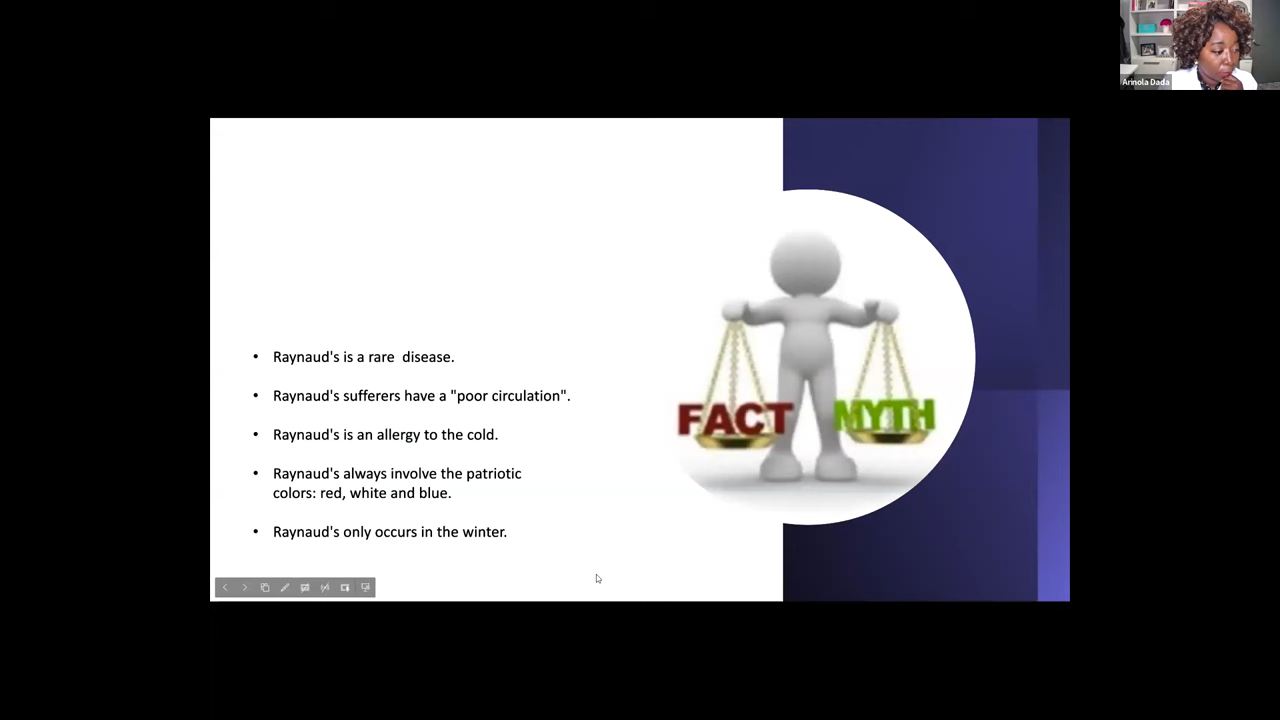 Arinola Dada
• Raynaud's is a rare disease.
• Raynaud's sufferers have a "poor circulation".
• Raynaud's is an allergy to the cold.
• Raynaud's always involve the patriotic
colors: red, white and blue.
• Raynaud's only occurs in the winter.
FACT
MYTH